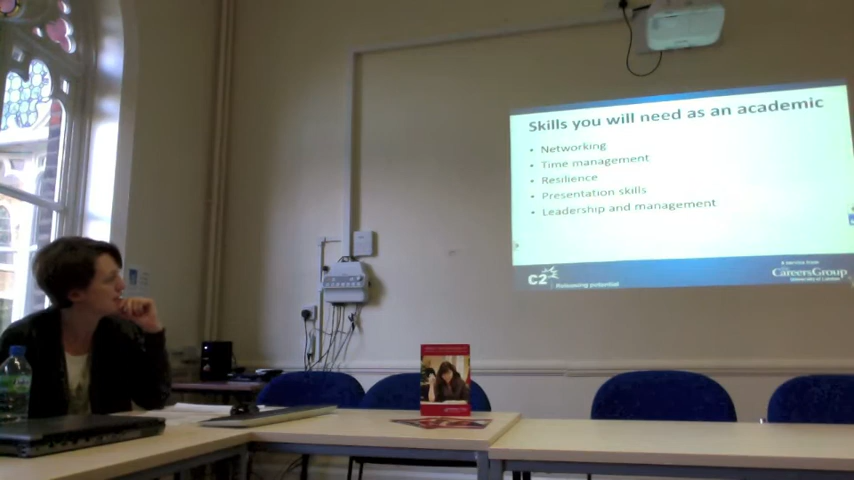 Skills you will need as an academic
• Networking
• Time management
• Resilience
• Presentation skills
• Leadership and management
C2
Releasing potential
A service from
CareersGroup
University of London